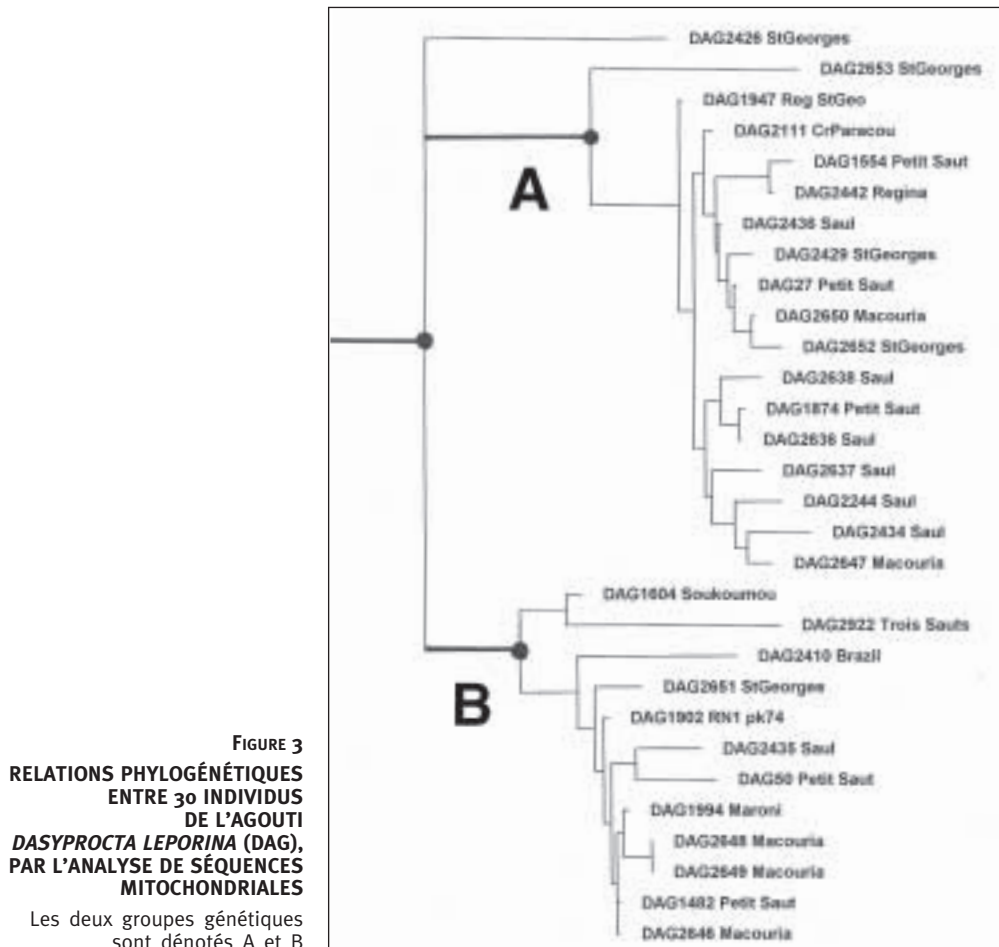 DAG2426 StGeorges
DAG2653 StGeorges
DAG1947 Reg StGeo
DAG2111 CrParacou
A
DAG1554 Petit Saut
DAG2442 Regina
DAG2436 Saul
DAG2429 StGeorges
DAG27 Petit Saut
DAG2650 Macouria
DAG2652 StGeorges
DAG2638 Saul
DAG1874 Petit Saut
DAG2636 Saul
DAG2637 Saul
DAG2244 Saul
DAG2434 Saul
DAG2647 Macouria
DAG1604 Soukoumou
DAG2922 Trois Sauts
DAG2410 Brazil
B
DAG2651 StGeorges
DAG1902 RN1 pk74
DAG2435 Saul
DAG50 Petit Saut
DAG1994 Maroni
DAG2648 Macouria
DAG2649 Macouria
DAG1482 Petit Saut
DAG2646 Macouria
FIGURE 3
RELATIONS PHYLOGÉNÉTIQUES
ENTRE 30 INDIVIDUS
DE L'AGOUTI
DASYPROCTA LEPORINA (DAG),
PAR L'ANALYSE DE SÉQUENCES
MITOCHONDRIALES
Les deux groupes génétiques
sont dénotés A et B